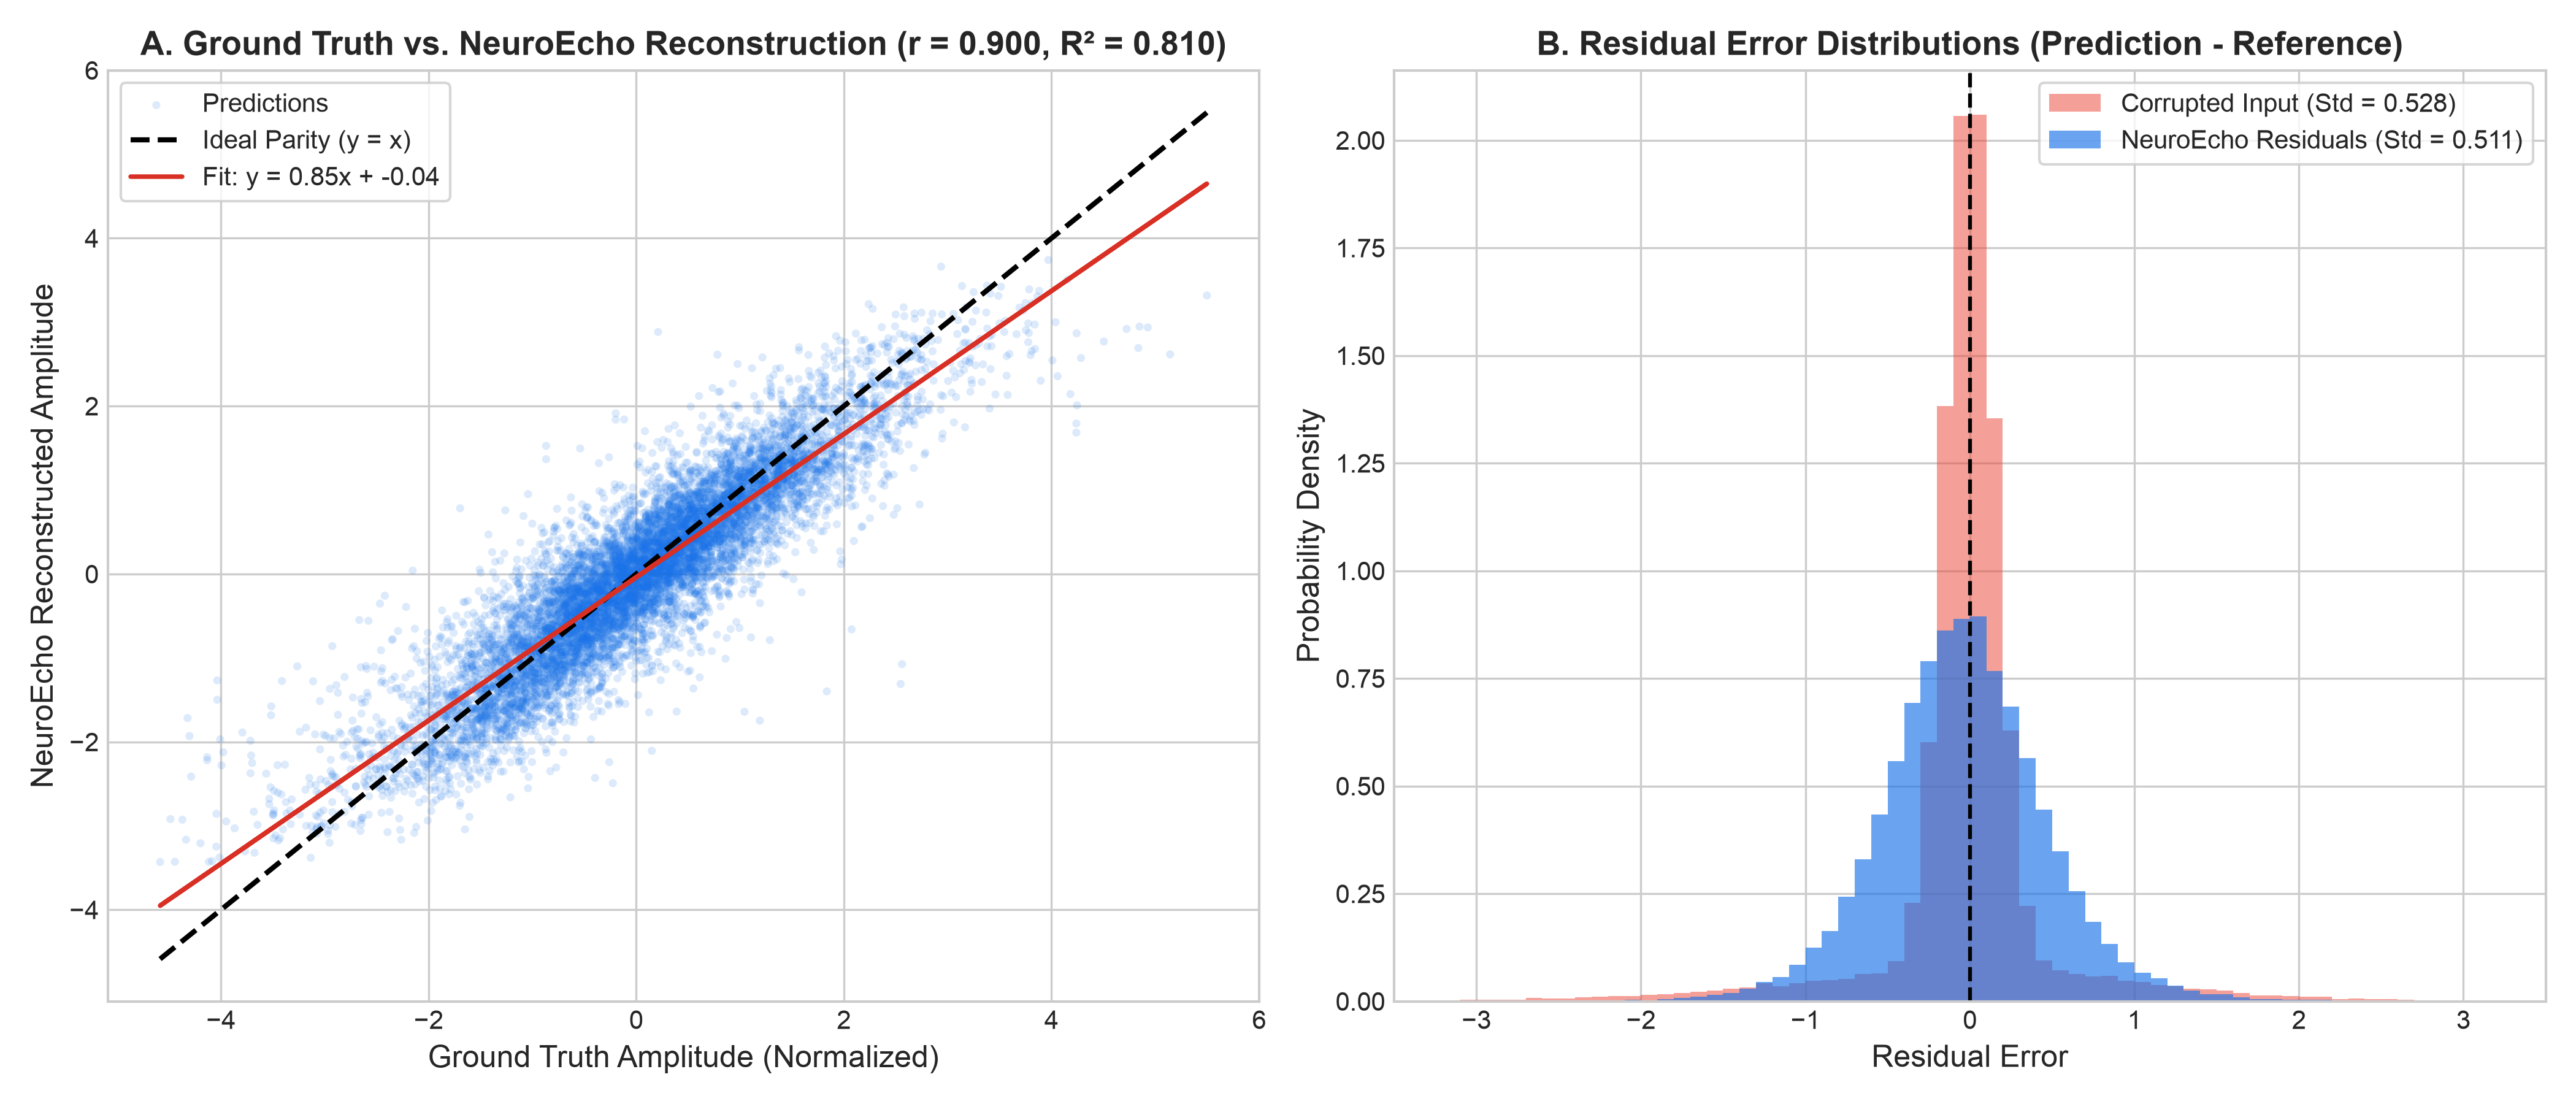 A. Ground Truth vs. NeuroEcho Reconstruction (r = 0.900, R² = 0.810)
Predictions
Ideal Parity (y = x)
Fit: y = 0.85x + -0.04
NeuroEcho Reconstructed Amplitude
6
4
2
0
−2
−4
−4 −2 0 2 4 6
Ground Truth Amplitude (Normalized)
B. Residual Error Distributions (Prediction - Reference)
Corrupted Input (Std = 0.528)
NeuroEcho Residuals (Std = 0.511)
Probability Density
2.00
1.75
1.50
1.25
1.00
0.75
0.50
0.25
0.00
−3 −2 −1 0 1 2 3
Residual Error